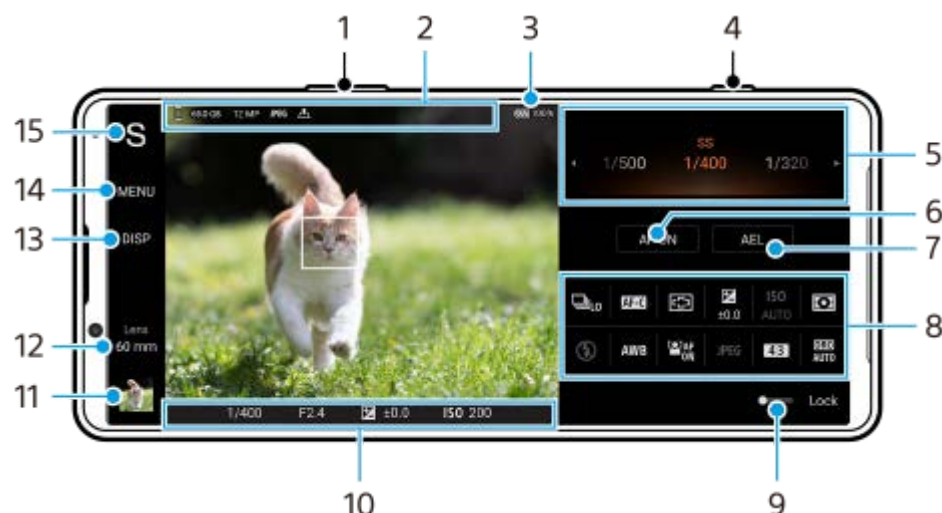 1 2 3 4
12 MP JPEG
15 S
14 MENU
13 DISP
Lens
12 60 mm
11
SS
1/500 1/400 1/320
5
6
AEL
7
LO AF-C ±0.0 ISO AUTO
8
AWB AF ON JPEG 4:3 AUTO
Lock
1/400 F2.4 ±0.0 ISO 200
10
9